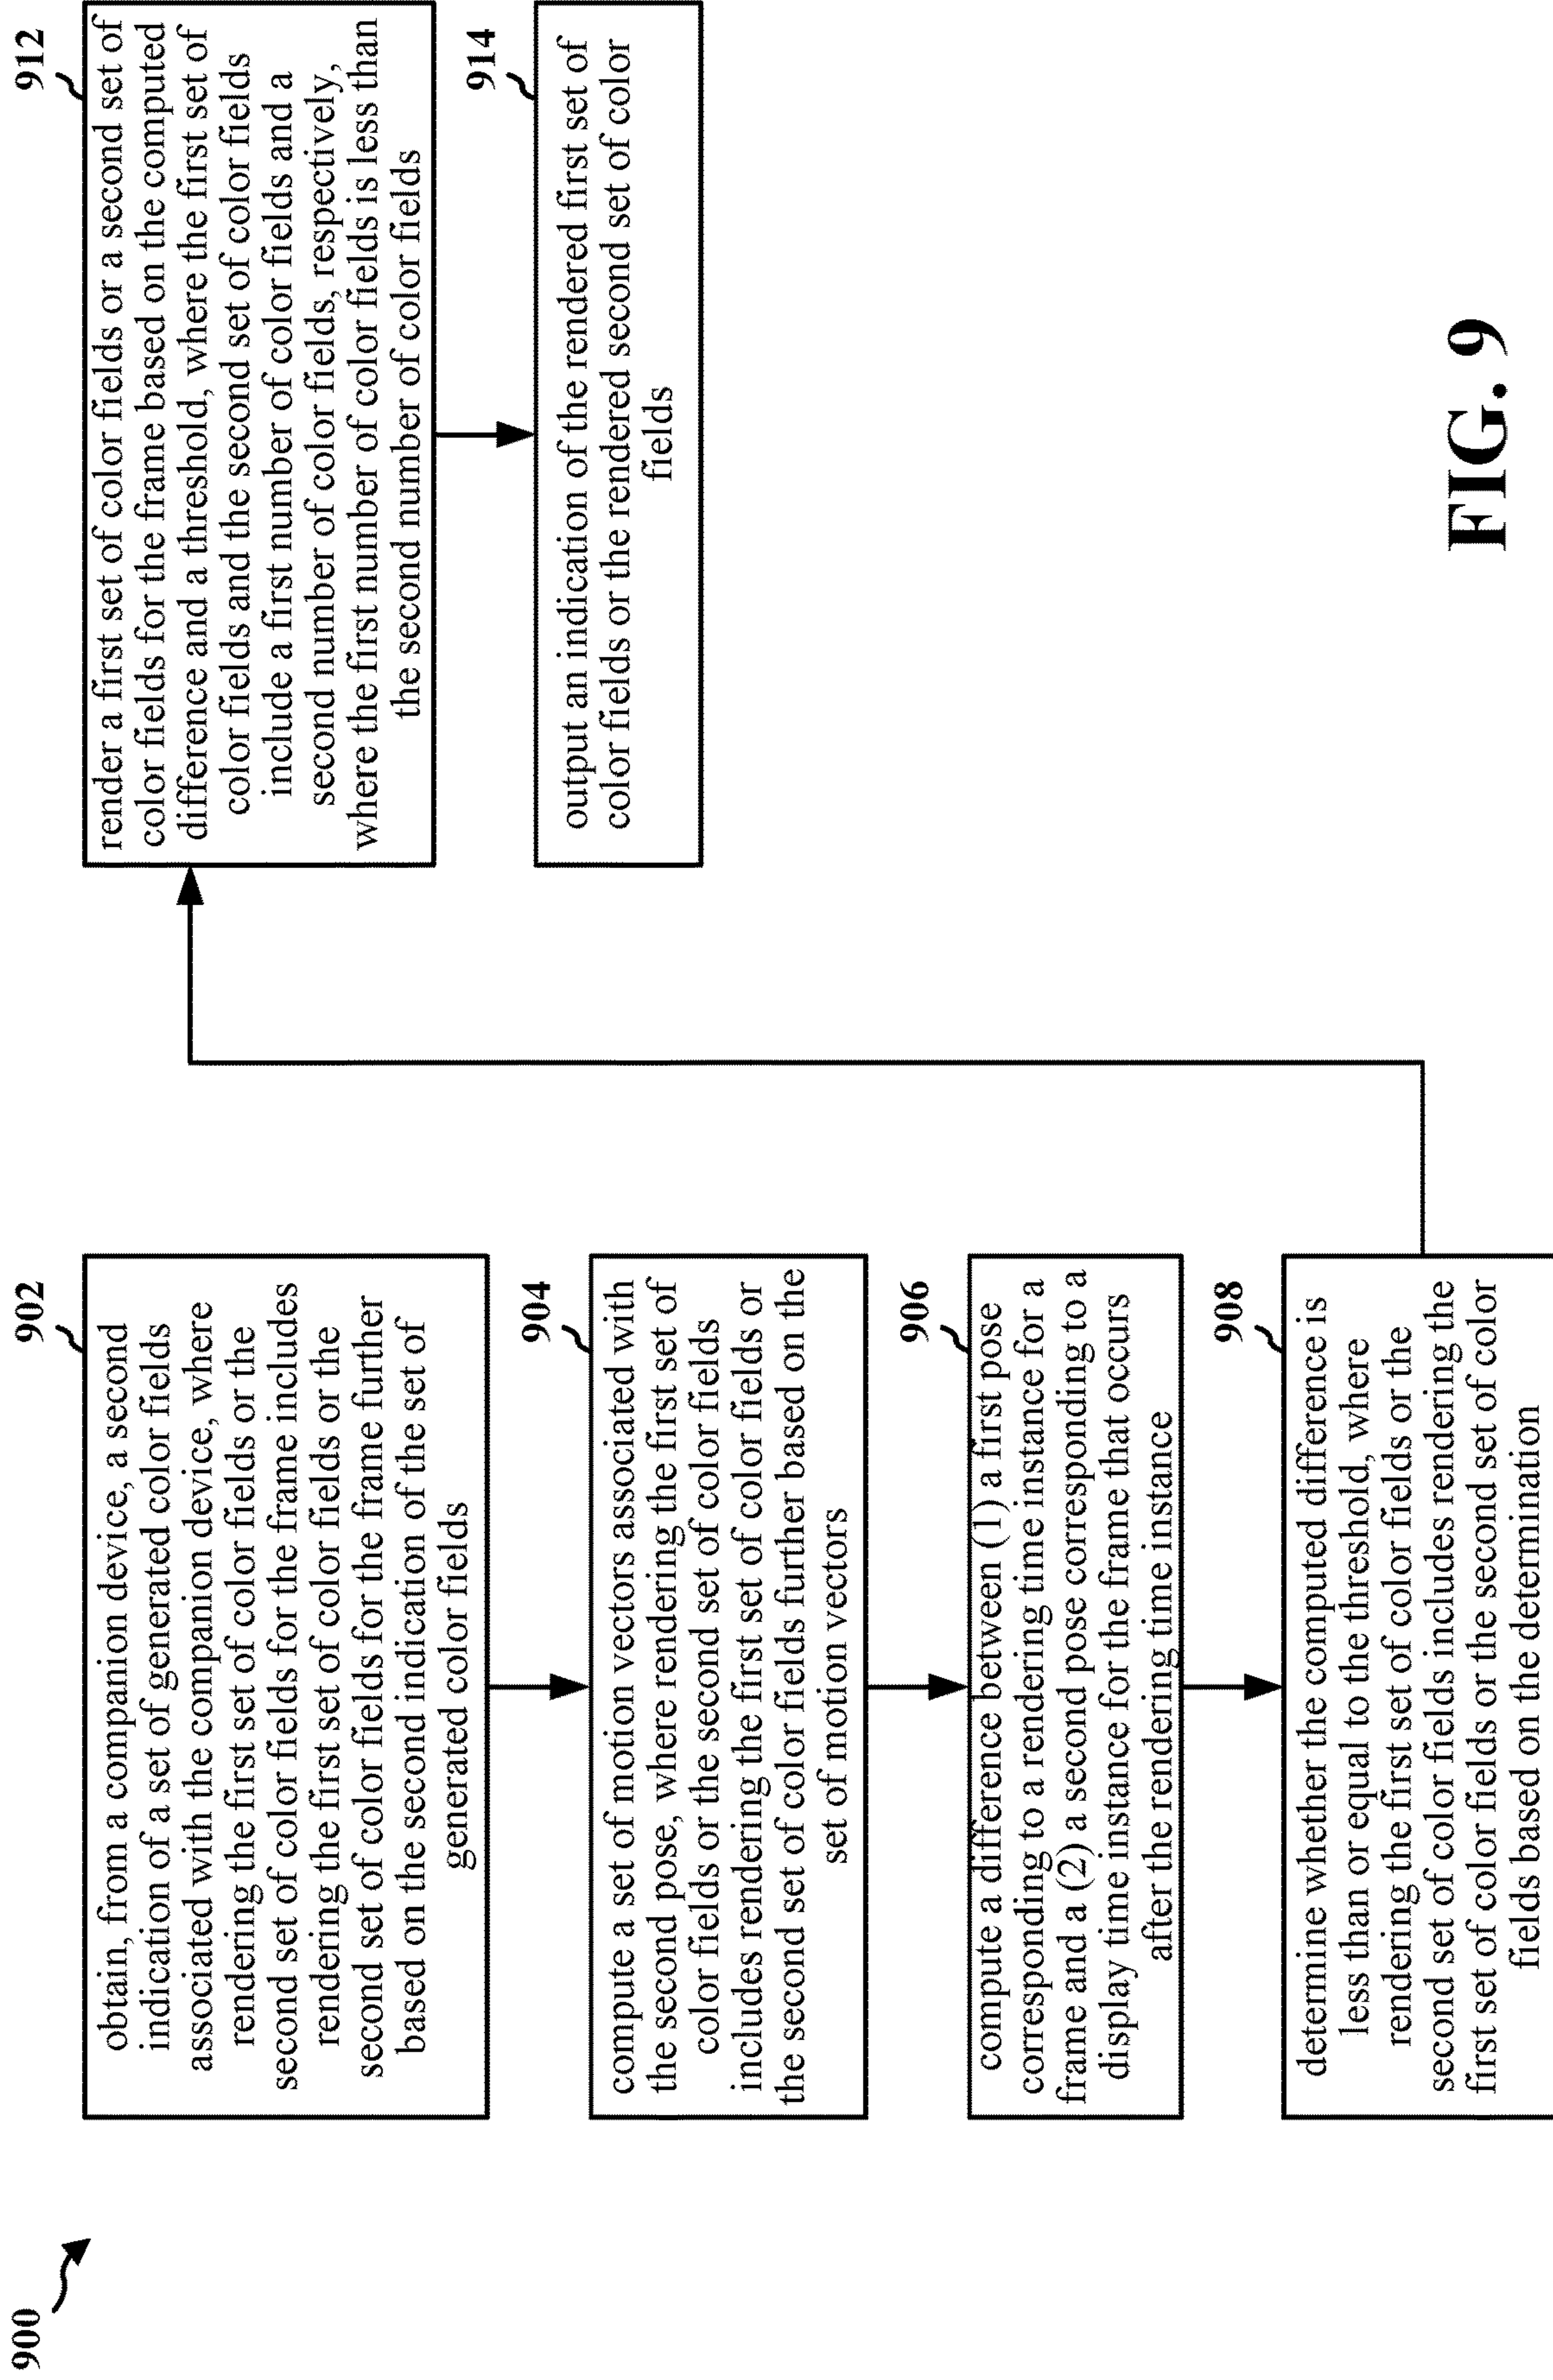 900
902
obtain, from a companion device, a second
indication of a set of generated color fields
associated with the companion device, where
rendering the first set of color fields or the
second set of color fields for the frame includes
rendering the first set of color fields or the
second set of color fields for the frame further
based on the second indication of the set of
generated color fields
904
compute a set of motion vectors associated with
the second pose, where rendering the first set of
color fields or the second set of color fields
includes rendering the first set of color fields or
the second set of color fields further based on the
set of motion vectors
906
compute a difference between (1) a first pose
corresponding to a rendering time instance for a
frame and a (2) a second pose corresponding to a
display time instance for the frame that occurs
after the rendering time instance
908
determine whether the computed difference is
less than or equal to the threshold, where
rendering the first set of color fields or the
second set of color fields includes rendering the
first set of color fields or the second set of color
fields based on the determination
912
render a first set of color fields or a second set of
color fields for the frame based on the computed
difference and a threshold, where the first set of
color fields and the second set of color fields
include a first number of color fields and a
second number of color fields, respectively,
where the first number of color fields is less than
the second number of color fields
914
output an indication of the rendered first set of
color fields or the rendered second set of color
fields
FIG. 9